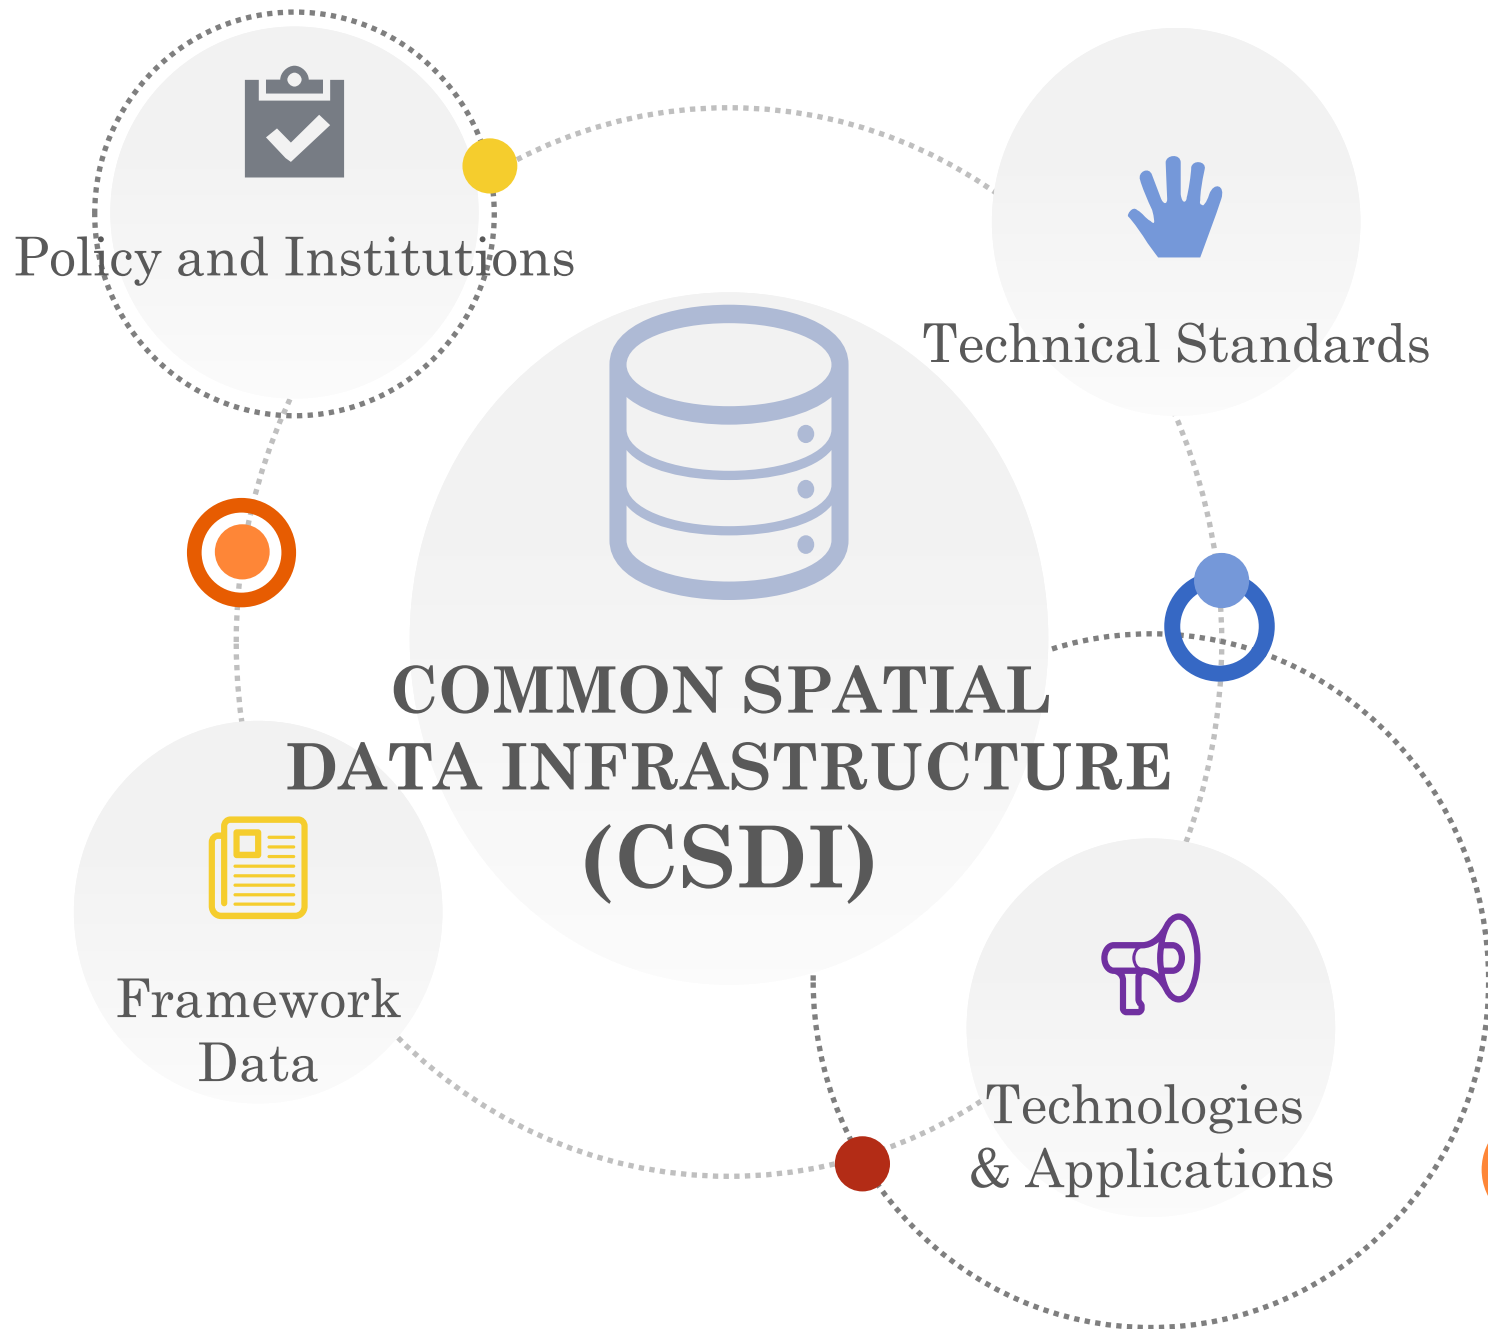 Policy and Institutions
Technical Standards
COMMON SPATIAL
DATA INFRASTRUCTURE
(CSDI)
Framework
Data
Technologies
& Applications